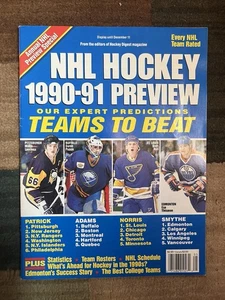 Display until December 11
Annual NHL
Preview Special
From the editors of Hockey Digest magazine
Every NHL
Team Rated
NHL HOCKEY
1990-91 PREVIEW
OUR EXPERT PREDICTIONS
TEAMS TO BEAT
66
PATRICK
1. Pittsburgh
2. New Jersey
3. N.Y. Rangers
4. Washington
5. N.Y. Islanders
6. Philadelphia
ADAMS
1. Buffalo
2. Boston
3. Montreal
4. Hartford
5. Quebec
NORRIS
1. St. Louis
2. Chicago
3. Detroit
4. Toronto
5. Minnesota
SMYTHE
1. Edmonton
2. Calgary
3. Los Angeles
4. Winnipeg
5. Vancouver
PLUS
Statistics Team Rosters NHL Schedule
What's Ahead for Hockey in the 1990s?
Edmonton's Success Story The Best College Teams